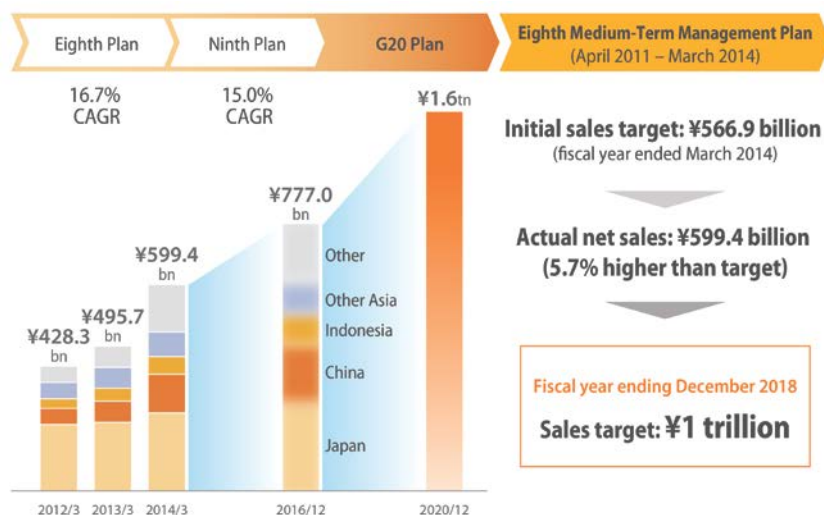 Eighth Plan
Ninth Plan
G20 Plan
Eighth Medium-Term Management Plan
(April 2011 – March 2014)
16.7%
CAGR
15.0%
CAGR
¥1.6tn
¥777.0
bn
¥599.4
bn
¥495.7
bn
¥428.3
bn
Other
Other Asia
Indonesia
China
Japan
2012/3
2013/3
2014/3
2016/12
2020/12
Initial sales target: ¥566.9 billion
(fiscal year ended March 2014)
Actual net sales: ¥599.4 billion
(5.7% higher than target)
Fiscal year ending December 2018
Sales target: ¥1 trillion